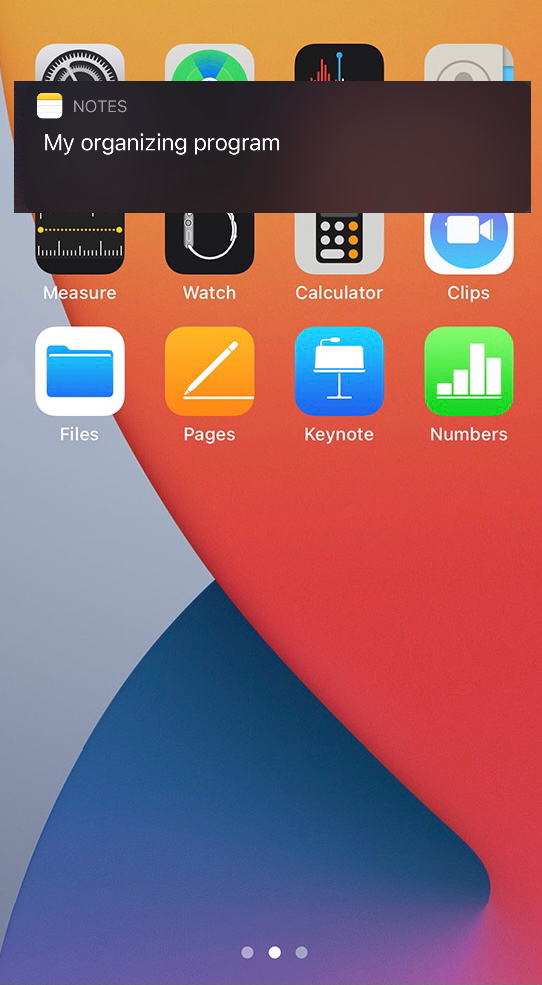 NOTES
My organizing program
Measure Watch Calculator Clips
Files Pages Keynote Numbers